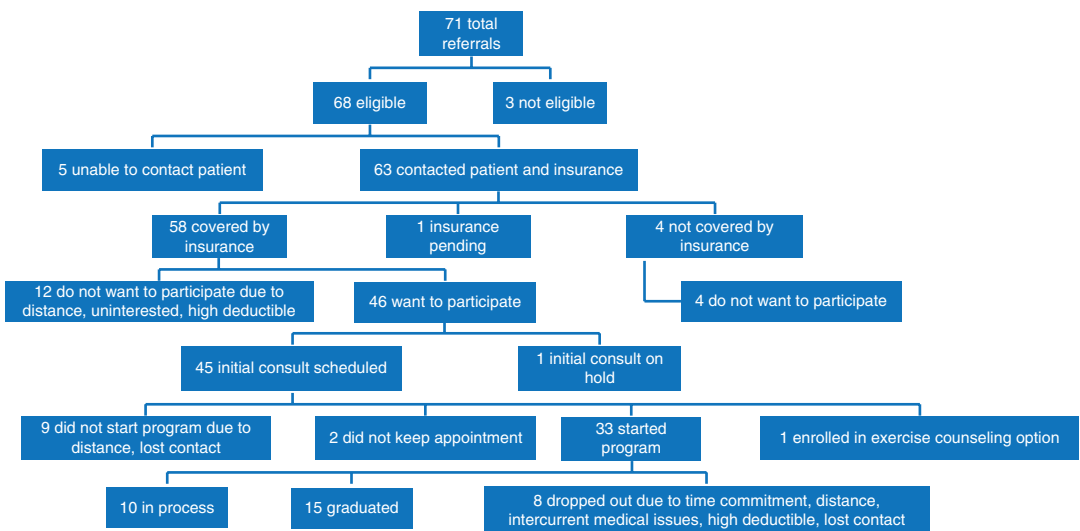 71 total
referrals
68 eligible
3 not eligible
5 unable to contact patient
63 contacted patient and insurance
58 covered by
insurance
1 insurance
pending
4 not covered by
insurance
12 do not want to participate due to
distance, uninterested, high deductible
46 want to participate
4 do not want to participate
45 initial consult scheduled
1 initial consult on
hold
9 did not start program due to
distance, lost contact
2 did not keep appointment
33 started
program
1 enrolled in exercise counseling option
10 in process
15 graduated
8 dropped out due to time commitment, distance,
intercurrent medical issues, high deductible, lost contact